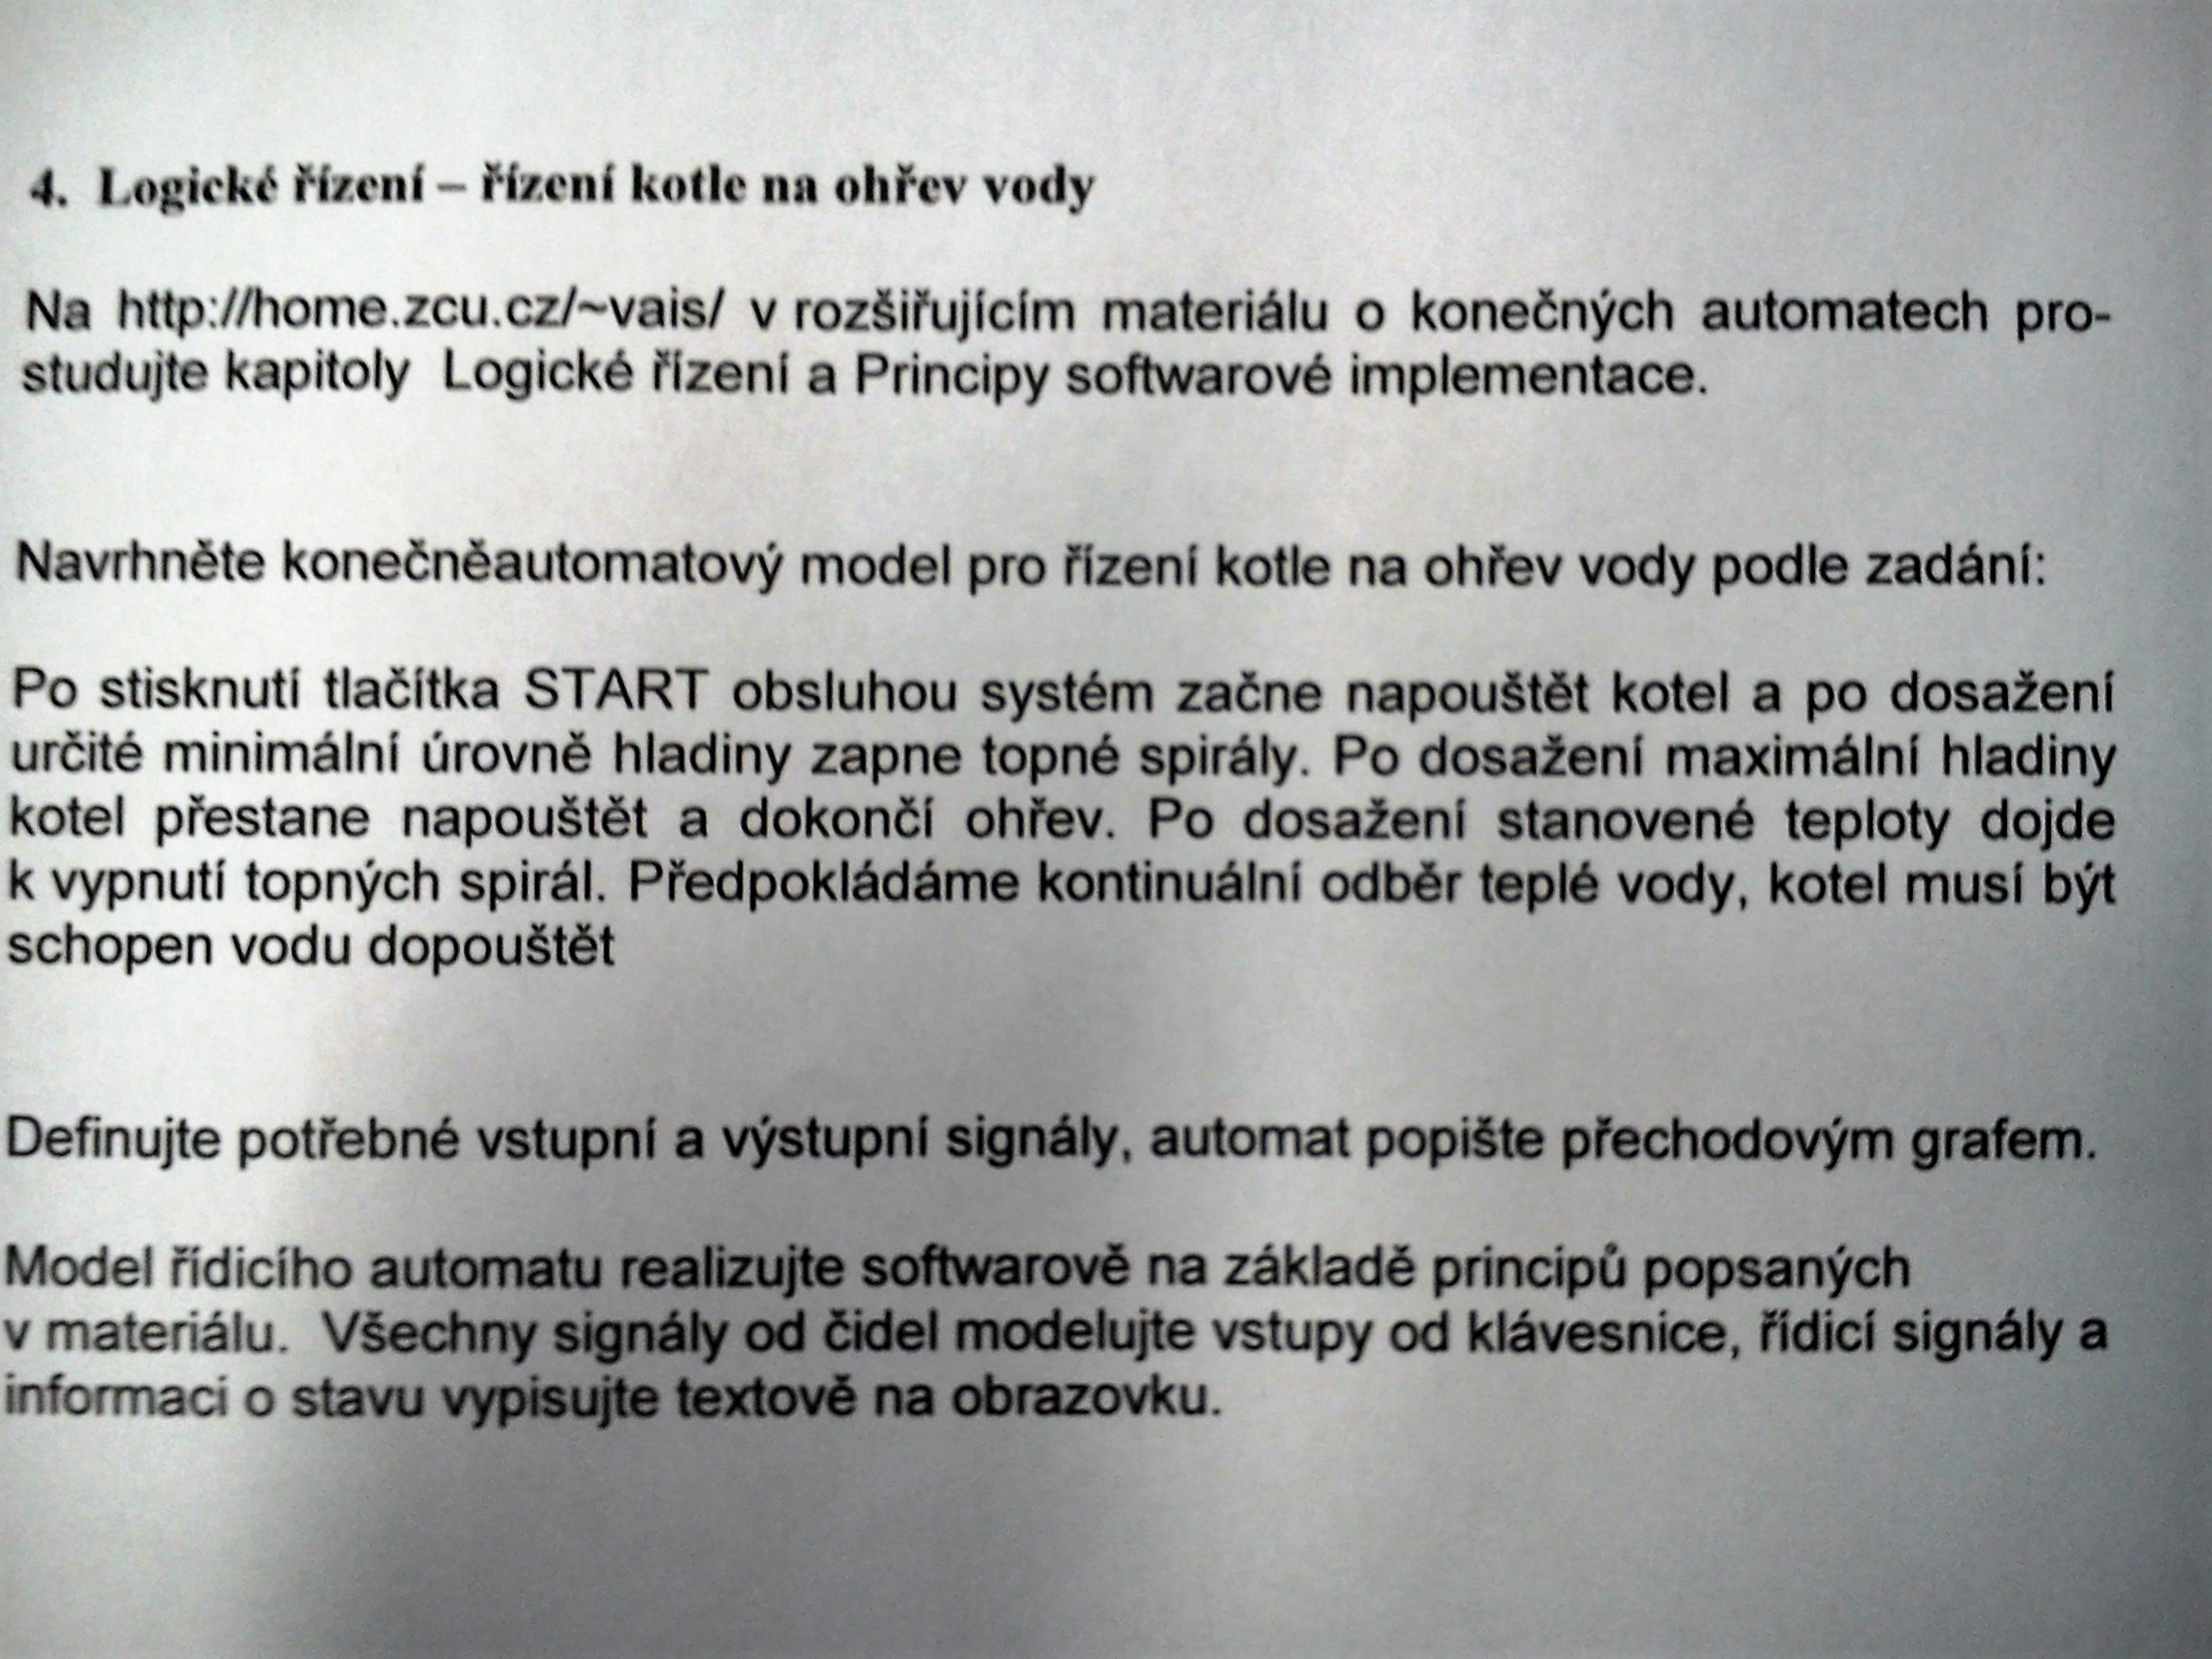 4. Logické řízení – řízení kotle na ohřev vody
Na http://home.zcu.cz/~vais/ v rozšiřujícím materiálu o konečných automatech pro-
studujte kapitoly Logické řízení a Principy softwarové implementace.
Navrhněte konečněautomatový model pro řízení kotle na ohřev vody podle zadání:
Po stisknutí tlačítka START obsluhou systém začne napouštět kotel a po dosažení
určité minimální úrovně hladiny zapne topné spirály. Po dosažení maximální hladiny
kotel přestane napouštět a dokončí ohřev. Po dosažení stanovené teploty dojde
k vypnutí topných spirál. Předpokládáme kontinuální odběr teplé vody, kotel musí být
schopen vodu dopouštět
Definujte potřebné vstupní a výstupní signály, automat popište přechodovým grafem.
Model řídicího automatu realizujte softwarově na základě principů popsaných
v materiálu. Všechny signály od čidel modelujte vstupy od klávesnice, řídicí signály a
informaci o stavu vypisujte textově na obrazovku.